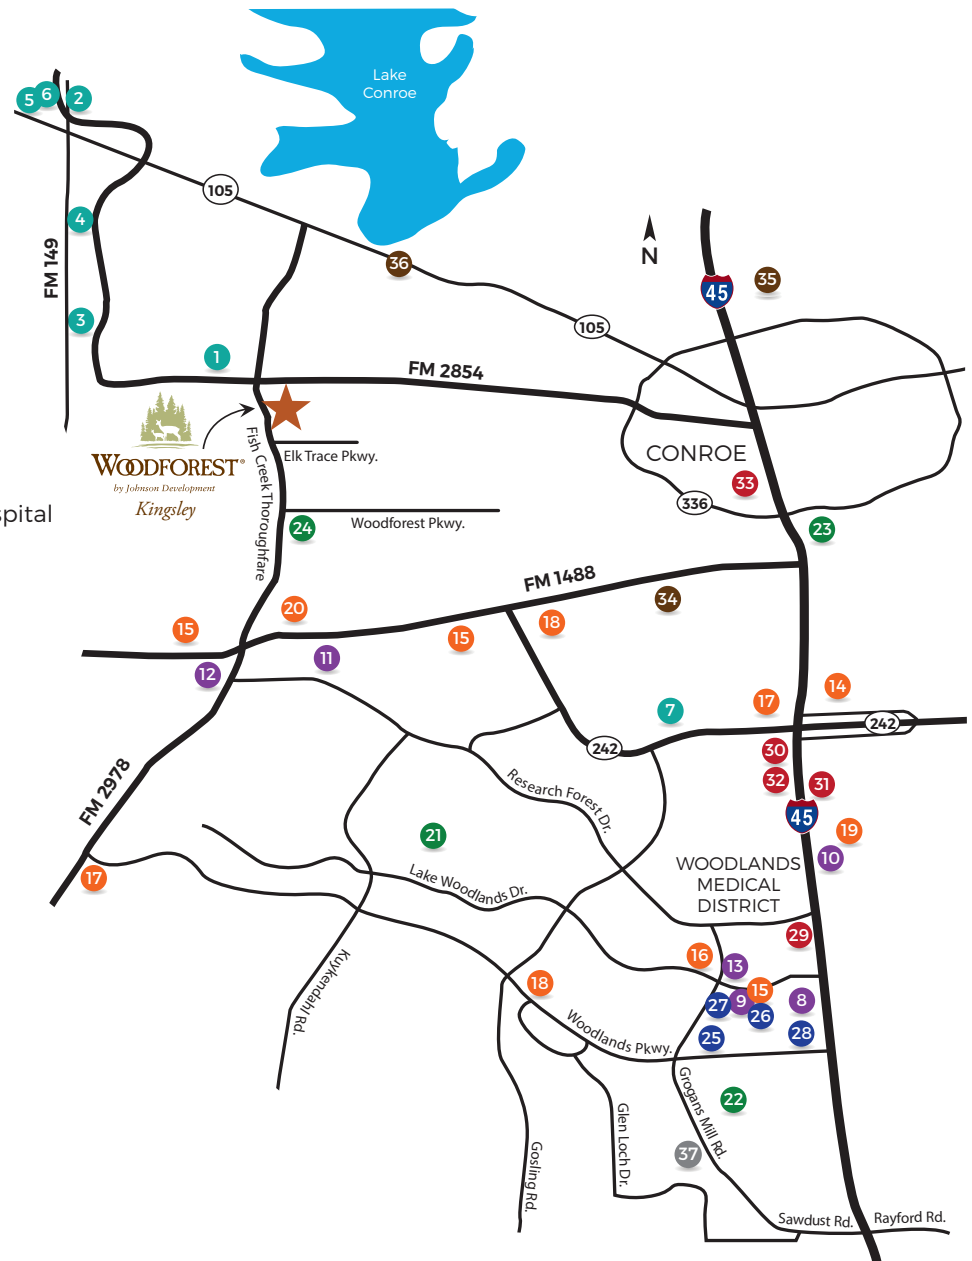 Lake
Conroe
5
6
2
105
4
FM 149
N
36
45
35
3
105
1
FM 2854
WOODFOREST®
by Johnson Development
Kingsley
Elk Trace Pkwy.
Fish Creek Thoroughfare
CONROE
33
336
spital
24
Woodforest Pkwy.
23
FM 1488
20
34
15
15
18
12
11
7
17
14
242
242
30
32
31
FM 2978
Research Forest Dr.
45
19
21
10
17
Lake Woodlands Dr.
WOODLANDS
MEDICAL
DISTRICT
29
Kuykendahl Rd.
16
13
18
15
27
9
8
26
Woodlands Pkwy.
25
28
Grogans Mill Rd.
22
Glen Loch Dr.
37
Gosling Rd.
Sawdust Rd.
Rayford Rd.